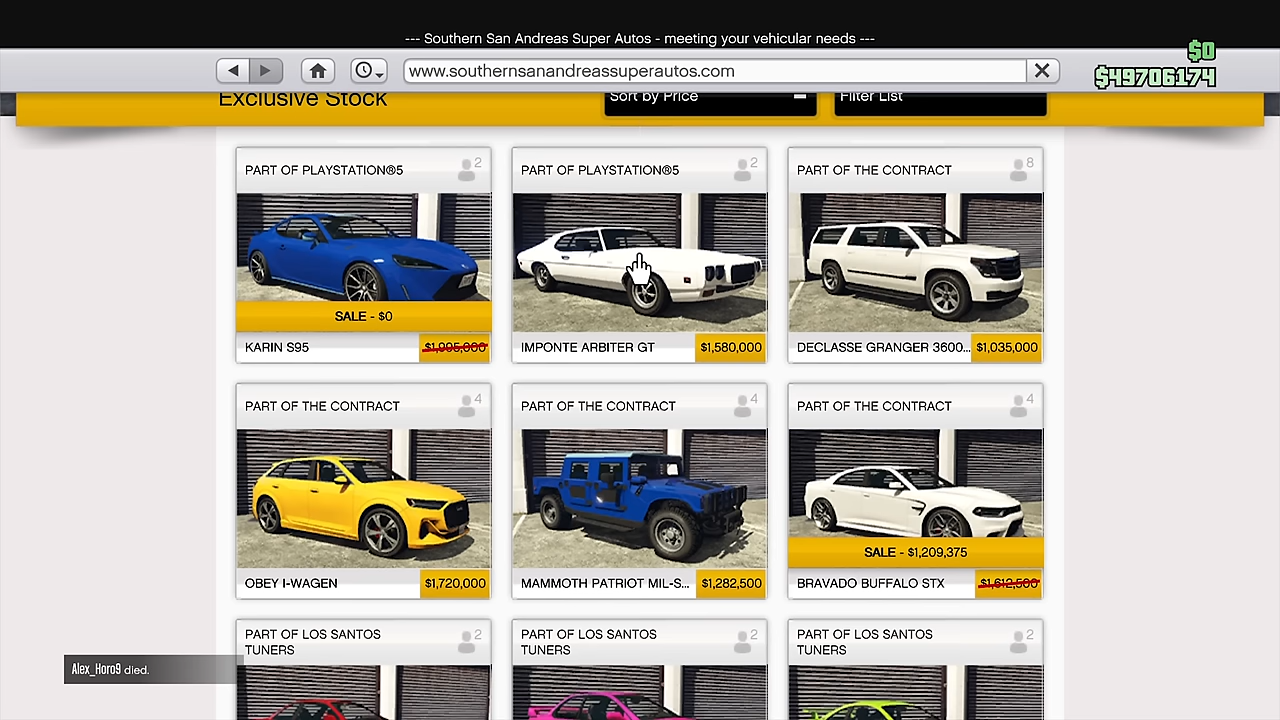 --- Southern San Andreas Super Autos - meeting your vehicular needs ---
$0
www.southernsanandreassuperautos.com
$49706174
Exclusive Stock
Sort by Price
Filter List
PART OF PLAYSTATION®5
2
PART OF PLAYSTATION®5
2
PART OF THE CONTRACT
8
SALE - $0
KARIN S95
$1,995,000
IMPONTE ARBITER GT
$1,580,000
DECLASSE GRANGER 3600...
$1,035,000
PART OF THE CONTRACT
4
PART OF THE CONTRACT
4
PART OF THE CONTRACT
4
SALE - $1,209,375
OBEY I-WAGEN
$1,720,000
MAMMOTH PATRIOT MIL-S...
$1,282,500
BRAVADO BUFFALO STX
$1,612,500
PART OF LOS SANTOS
TUNERS
2
PART OF LOS SANTOS
TUNERS
2
PART OF LOS SANTOS
TUNERS
2
Alex_Horo9 died.